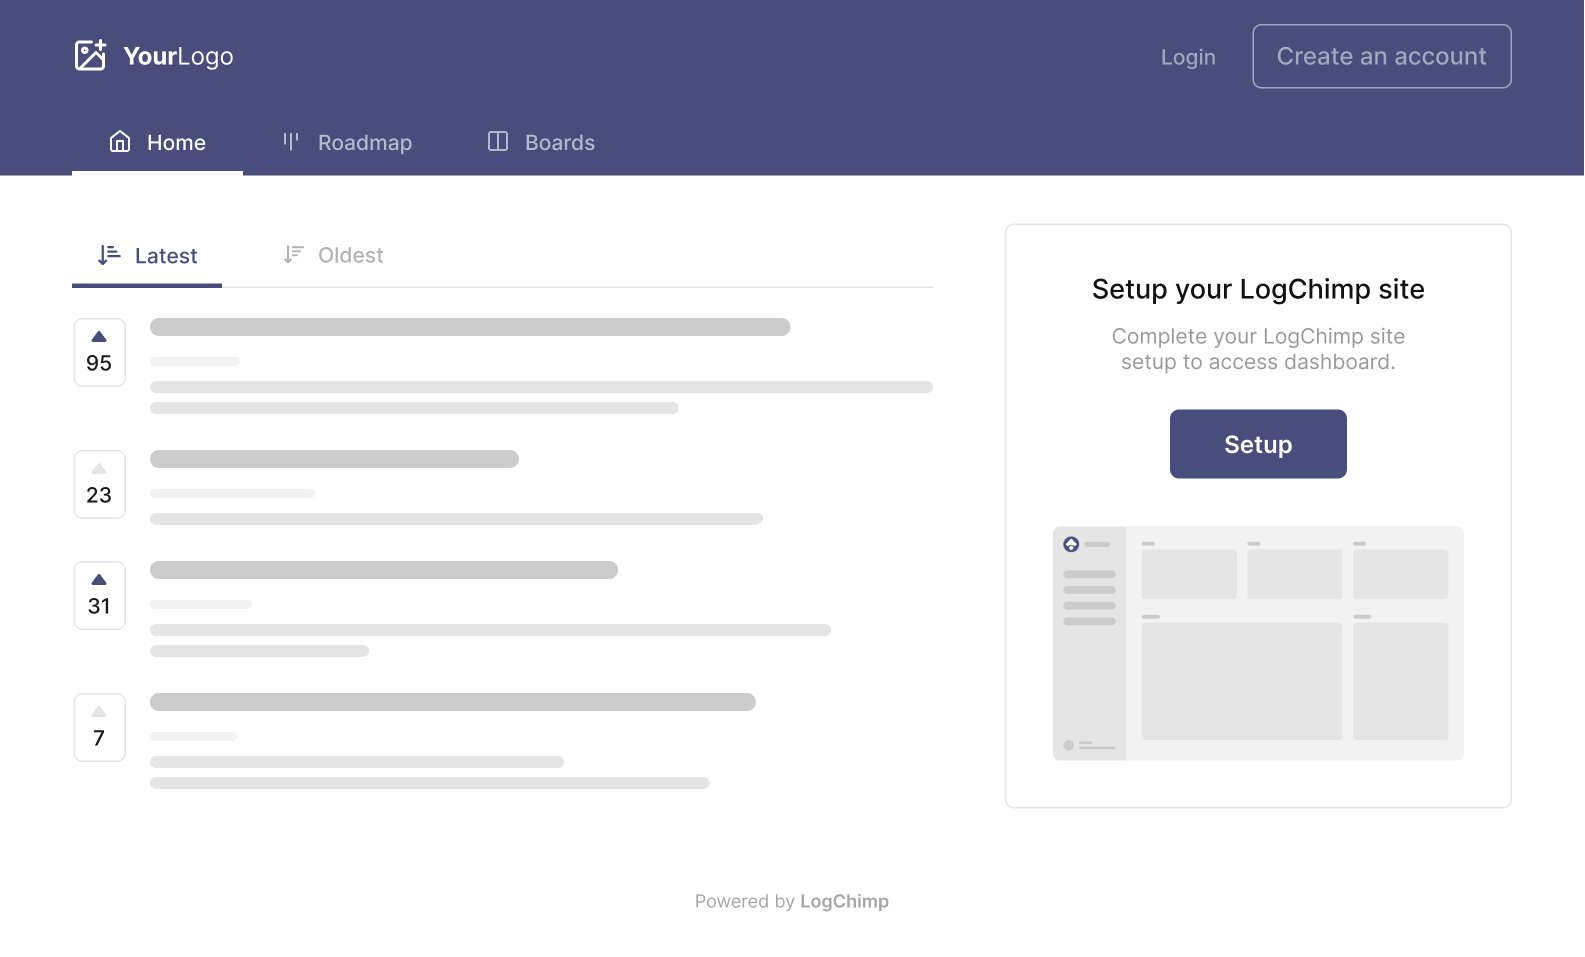 YourLogo
Login
Create an account
Home
Roadmap
Boards
Latest
Oldest
95
23
31
7
Setup your LogChimp site
Complete your LogChimp site
setup to access dashboard.
Setup
Powered by LogChimp